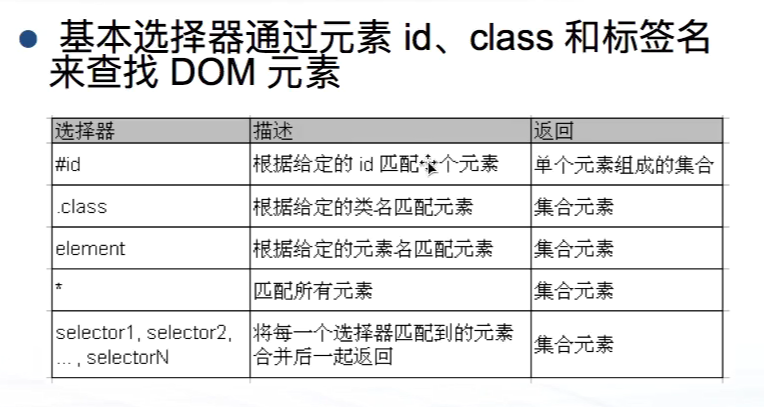 ● 基本选择器通过元素 id、class 和标签名
来查找 DOM 元素
选择器 描述 返回
#id 根据给定的 id 匹配 个元素 单个元素组成的集合
.class 根据给定的类名匹配元素 集合元素
element 根据给定的元素名匹配元素 集合元素
* 匹配所有元素 集合元素
selector1, selector2, 将每一个选择器匹配到的元素
... , selectorN 合并后一起返回 集合元素